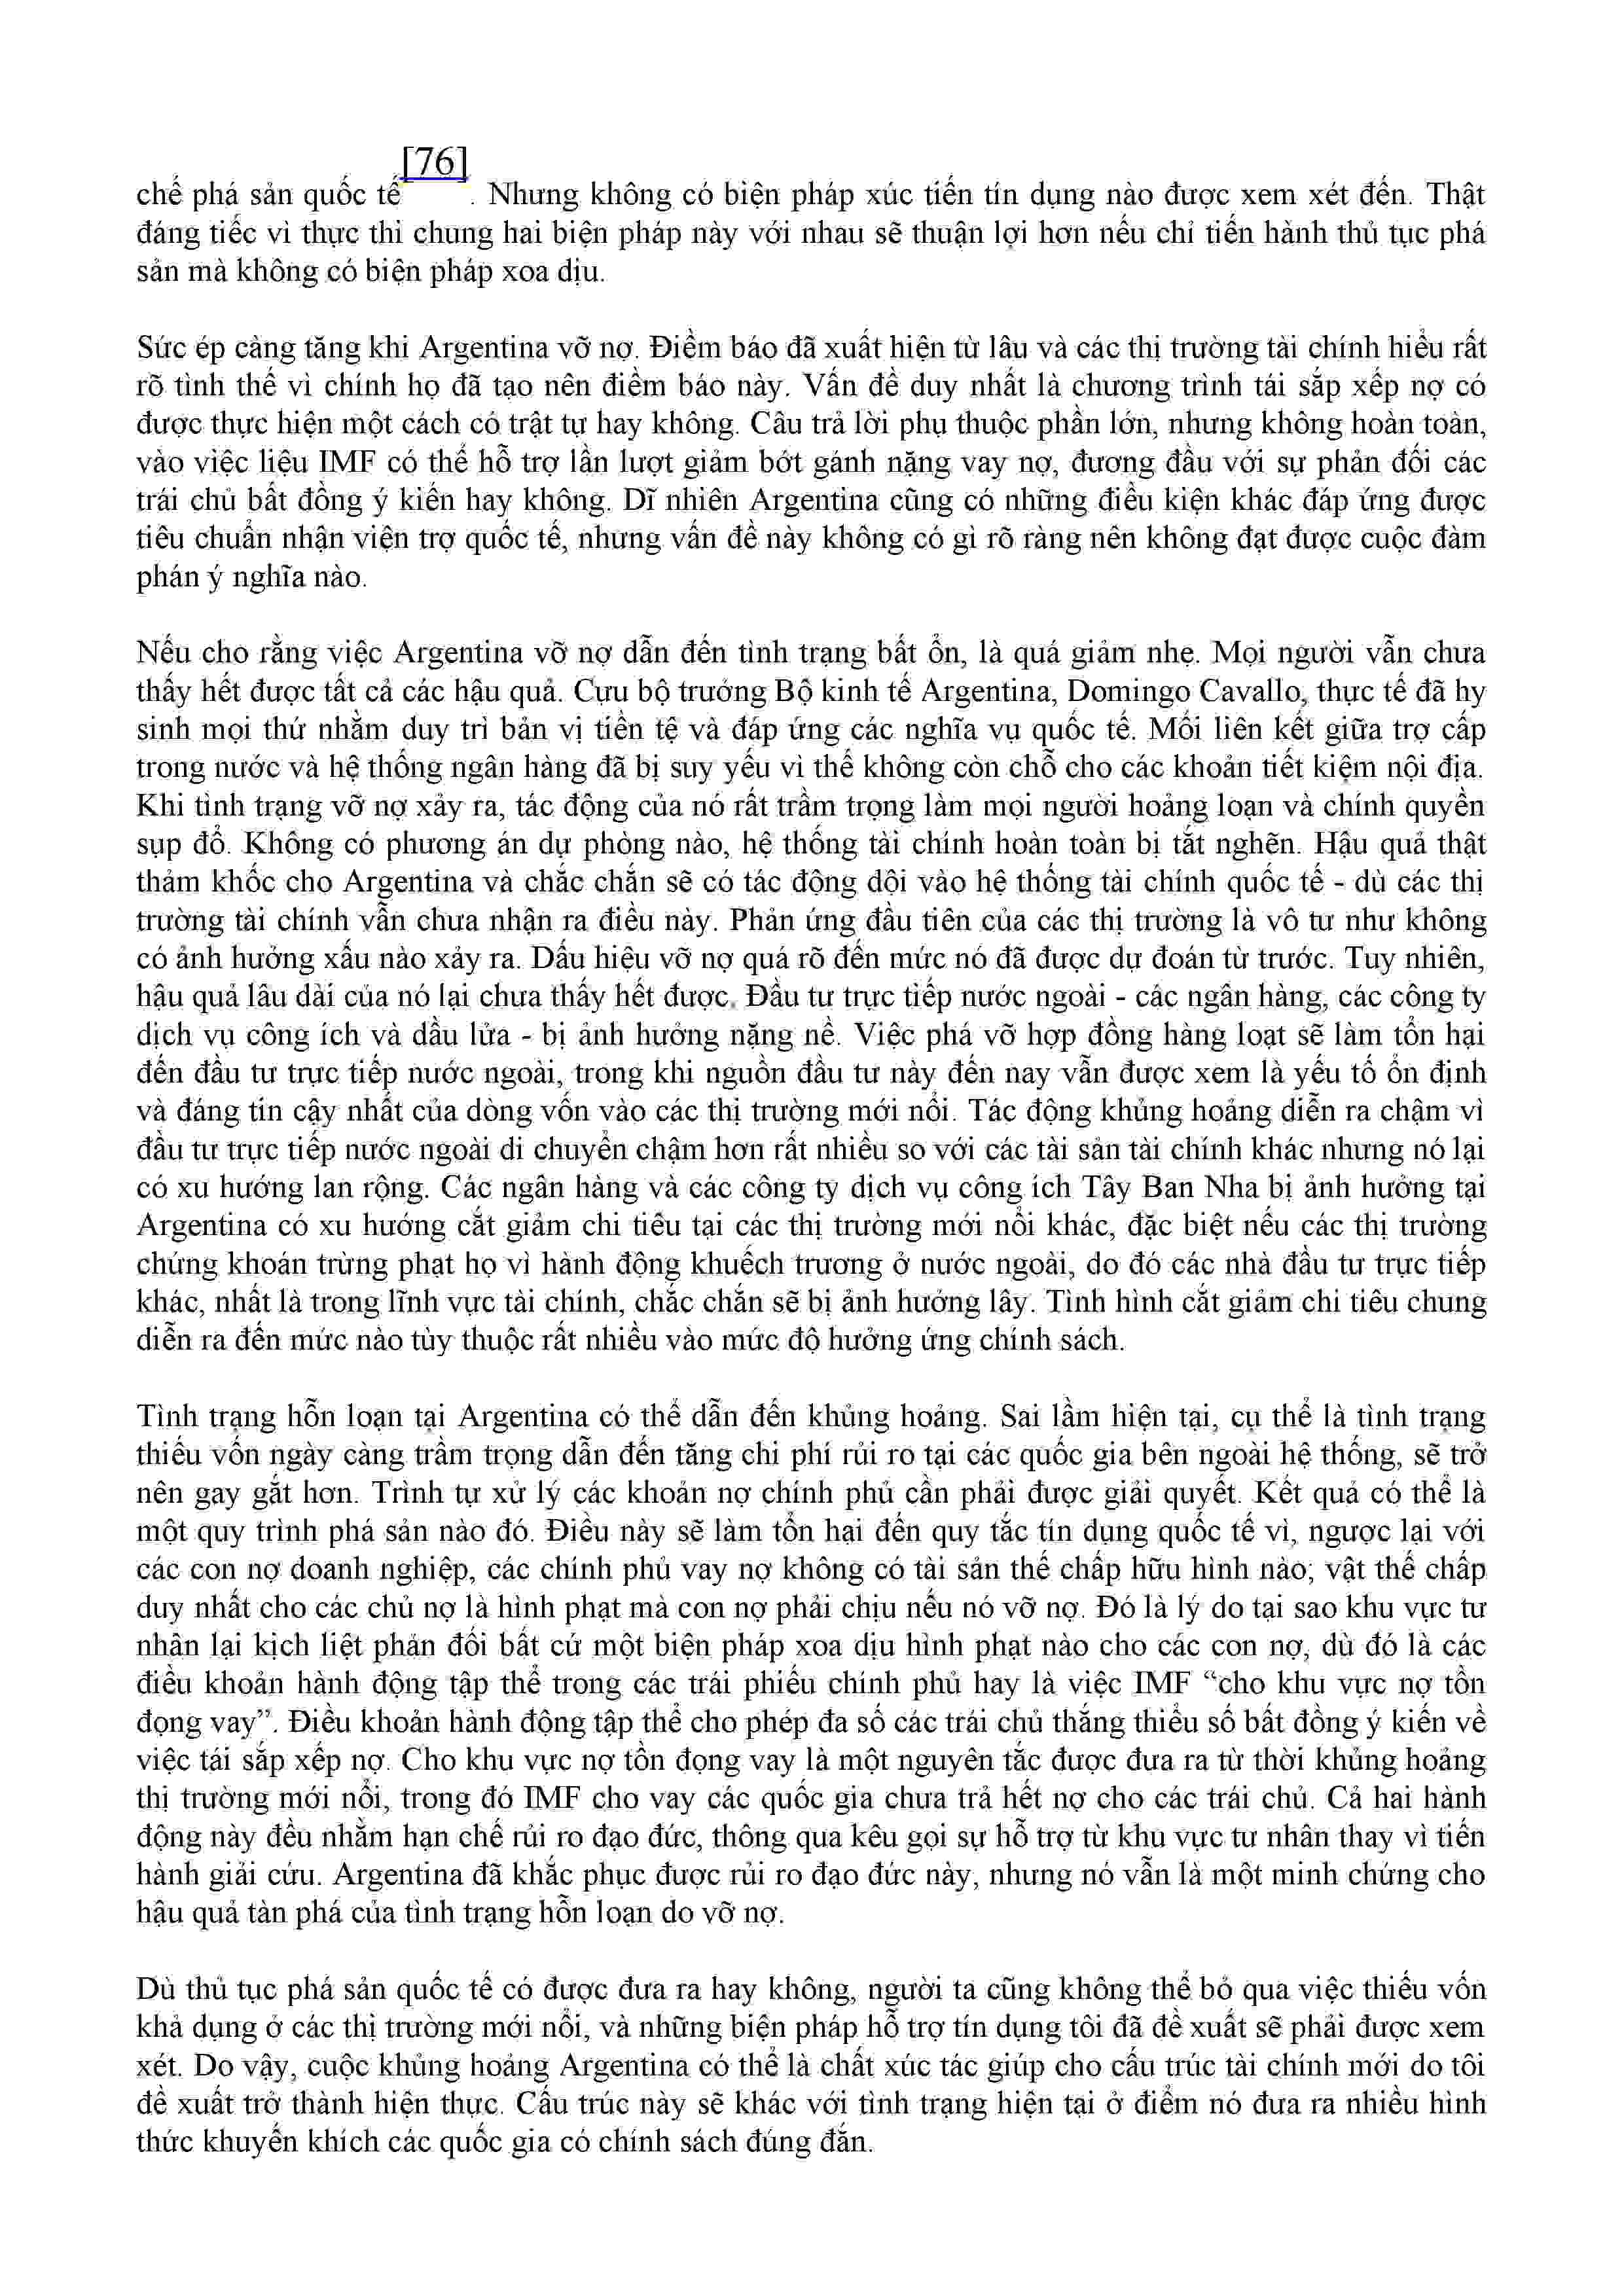 chế phá sản quốc tế[76]. Nhưng không có biện pháp xúc tiến tín dụng nào được xem xét đến. Thật
đáng tiếc vì thực thi chung hai biện pháp này với nhau sẽ thuận lợi hơn nếu chỉ tiến hành thủ tục phá
sản mà không có biện pháp xoa dịu.
Sức ép càng tăng khi Argentina vỡ nợ. Điềm báo đã xuất hiện từ lâu và các thị trường tài chính hiểu rất
rõ tình thế vì chính họ đã tạo nên điềm báo này. Vấn đề duy nhất là chương trình tái sắp xếp nợ có
được thực hiện một cách có trật tự hay không. Câu trả lời phụ thuộc phần lớn, nhưng không hoàn toàn,
vào việc liệu IMF có thể hỗ trợ lần lượt giảm bớt gánh nặng vay nợ, đương đầu với sự phản đối các
trái chủ bất đồng ý kiến hay không. Dĩ nhiên Argentina cũng có những điều kiện khác đáp ứng được
tiêu chuẩn nhận viện trợ quốc tế, nhưng vấn đề này không có gì rõ ràng nên không đạt được cuộc đàm
phán ý nghĩa nào.
Nếu cho rằng việc Argentina vỡ nợ dẫn đến tình trạng bất ổn, là quá giảm nhẹ. Mọi người vẫn chưa
thấy hết được tất cả các hậu quả. Cựu bộ trưởng Bộ kinh tế Argentina, Domingo Cavallo, thực tế đã hy
sinh mọi thứ nhằm duy trì bản vị tiền tệ và đáp ứng các nghĩa vụ quốc tế. Mối liên kết giữa trợ cấp
trong nước và hệ thống ngân hàng đã bị suy yếu vì thế không còn chỗ cho các khoản tiết kiệm nội địa.
Khi tình trạng vỡ nợ xảy ra, tác động của nó rất trầm trọng làm mọi người hoảng loạn và chính quyền
sụp đổ. Không có phương án dự phòng nào, hệ thống tài chính hoàn toàn bị tắt nghẽn. Hậu quả thật
thảm khốc cho Argentina và chắc chắn sẽ có tác động dội vào hệ thống tài chính quốc tế - dù các thị
trường tài chính vẫn chưa nhận ra điều này. Phản ứng đầu tiên của các thị trường là vô tư như không
có ảnh hưởng xấu nào xảy ra. Dấu hiệu vỡ nợ quá rõ đến mức nó đã được dự đoán từ trước. Tuy nhiên,
hậu quả lâu dài của nó lại chưa thấy hết được. Đầu tư trực tiếp nước ngoài - các ngân hàng, các công ty
dịch vụ công ích và dầu lửa - bị ảnh hưởng nặng nề. Việc phá vỡ hợp đồng hàng loạt sẽ làm tổn hại
đến đầu tư trực tiếp nước ngoài, trong khi nguồn đầu tư này đến nay vẫn được xem là yếu tố ổn định
và đáng tin cậy nhất của dòng vốn vào các thị trường mới nổi. Tác động khủng hoảng diễn ra chậm vì
đầu tư trực tiếp nước ngoài di chuyển chậm hơn rất nhiều so với các tài sản tài chính khác nhưng nó lại
có xu hướng lan rộng. Các ngân hàng và các công ty dịch vụ công ích Tây Ban Nha bị ảnh hưởng tại
Argentina có xu hướng cắt giảm chi tiêu tại các thị trường mới nổi khác, đặc biệt nếu các thị trường
chứng khoán trừng phạt họ vì hành động khuếch trương ở nước ngoài, do đó các nhà đầu tư trực tiếp
khác, nhất là trong lĩnh vực tài chính, chắc chắn sẽ bị ảnh hưởng lây. Tình hình cắt giảm chi tiêu chung
diễn ra đến mức nào tùy thuộc rất nhiều vào mức độ hưởng ứng chính sách.
Tình trạng hỗn loạn tại Argentina có thể dẫn đến khủng hoảng. Sai lầm hiện tại, cụ thể là tình trạng
thiếu vốn ngày càng trầm trọng dẫn đến tăng chi phí rủi ro tại các quốc gia bên ngoài hệ thống, sẽ trở
nên gay gắt hơn. Trình tự xử lý các khoản nợ chính phủ cần phải được giải quyết. Kết quả có thể là
một quy trình phá sản nào đó. Điều này sẽ làm tổn hại đến quy tắc tín dụng quốc tế vì, ngược lại với
các con nợ doanh nghiệp, các chính phủ vay nợ không có tài sản thế chấp hữu hình nào; vật thế chấp
duy nhất cho các chủ nợ là hình phạt mà con nợ phải chịu nếu nó vỡ nợ. Đó là lý do tại sao khu vực tư
nhân lại kịch liệt phản đối bất cứ một biện pháp xoa dịu hình phạt nào cho các con nợ, dù đó là các
điều khoản hành động tập thể trong các trái phiếu chính phủ hay là việc IMF “cho khu vực nợ tồn
đọng vay”. Điều khoản hành động tập thể cho phép đa số các trái chủ thắng thiểu số bất đồng ý kiến về
việc tái sắp xếp nợ. Cho khu vực nợ tồn đọng vay là một nguyên tắc được đưa ra từ thời khủng hoảng
thị trường mới nổi, trong đó IMF cho vay các quốc gia chưa trả hết nợ cho các trái chủ. Cả hai hành
động này đều nhằm hạn chế rủi ro đạo đức, thông qua kêu gọi sự hỗ trợ từ khu vực tư nhân thay vì tiến
hành giải cứu. Argentina đã khắc phục được rủi ro đạo đức này, nhưng nó vẫn là một minh chứng cho
hậu quả tàn phá của tình trạng hỗn loạn do vỡ nợ.
Dù thủ tục phá sản quốc tế có được đưa ra hay không, người ta cũng không thể bỏ qua việc thiếu vốn
khả dụng ở các thị trường mới nổi, và những biện pháp hỗ trợ tín dụng tôi đã đề xuất sẽ phải được xem
xét. Do vậy, cuộc khủng hoảng Argentina có thể là chất xúc tác giúp cho cấu trúc tài chính mới do tôi
đề xuất trở thành hiện thực. Cấu trúc này sẽ khác với tình trạng hiện tại ở điểm nó đưa ra nhiều hình
thức khuyến khích các quốc gia có chính sách đúng đắn.